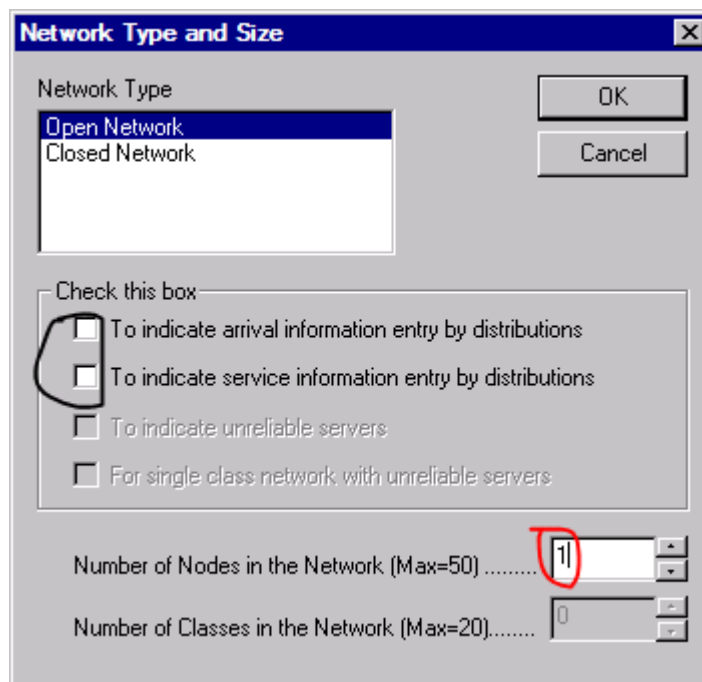 Network Type and Size
Network Type
Open Network
Closed Network
OK
Cancel
Check this box
To indicate arrival information entry by distributions
To indicate service information entry by distributions
To indicate unreliable servers
For single class network with unreliable servers
Number of Nodes in the Network (Max=50) ......... 1
Number of Classes in the Network (Max=20)........ 0